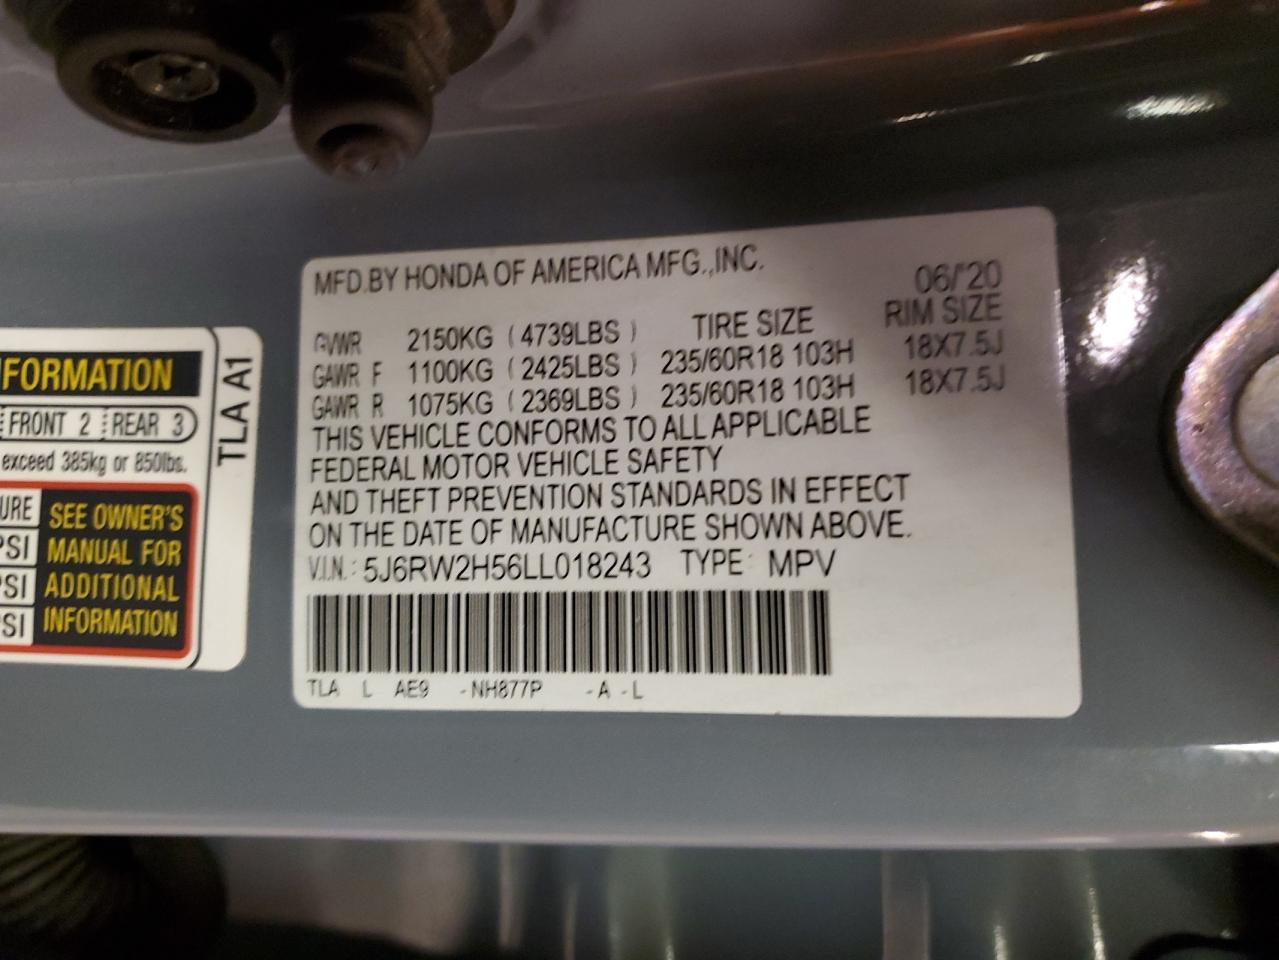 FORMATION
FRONT 2 REAR 3
exceed 385kg or 850lbs.
URE
PSI
PSI
PSI
SEE OWNER'S
MANUAL FOR
ADDITIONAL
INFORMATION
TLA A1
MFD.BY HONDA OF AMERICA MFG.,INC.
06/'20
GVWR 2150KG (4739LBS) TIRE SIZE RIM SIZE
GAWR F 1100KG (2425LBS) 235/60R18 103H 18X7.5J
GAWR R 1075KG (2369LBS) 235/60R18 103H 18X7.5J
THIS VEHICLE CONFORMS TO ALL APPLICABLE
FEDERAL MOTOR VEHICLE SAFETY
AND THEFT PREVENTION STANDARDS IN EFFECT
ON THE DATE OF MANUFACTURE SHOWN ABOVE.
V.I.N.: 5J6RW2H56LL018243 TYPE: MPV
TLA L AE9 -NH877P -A -L